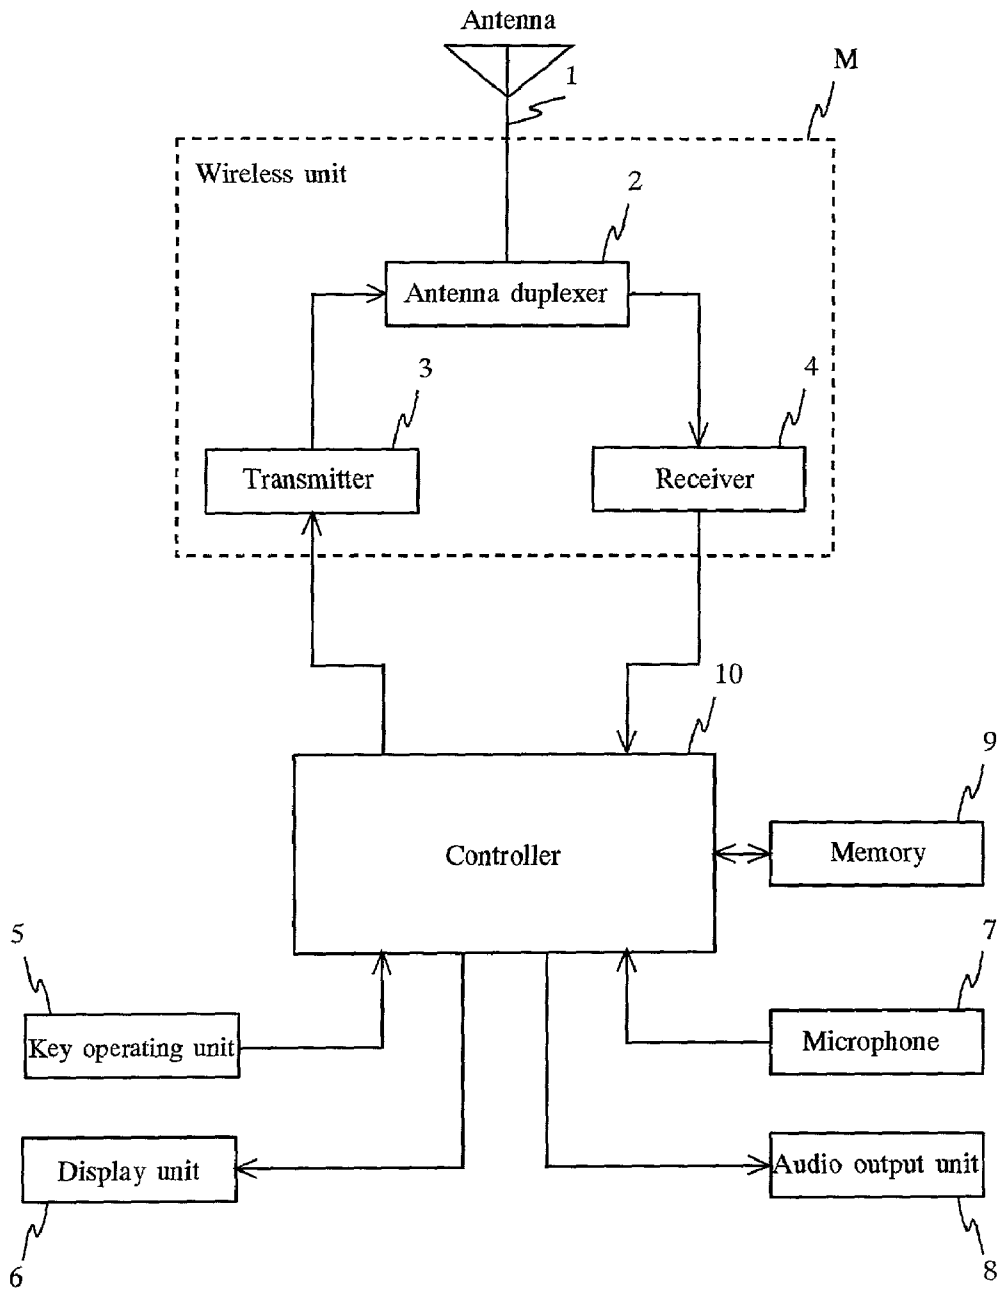 Antenna
1
M
Wireless unit
2
Antenna duplexer
3
4
Transmitter
Receiver
10
9
Controller
Memory
5
7
Key operating unit
Microphone
Display unit
Audio output unit
6
8